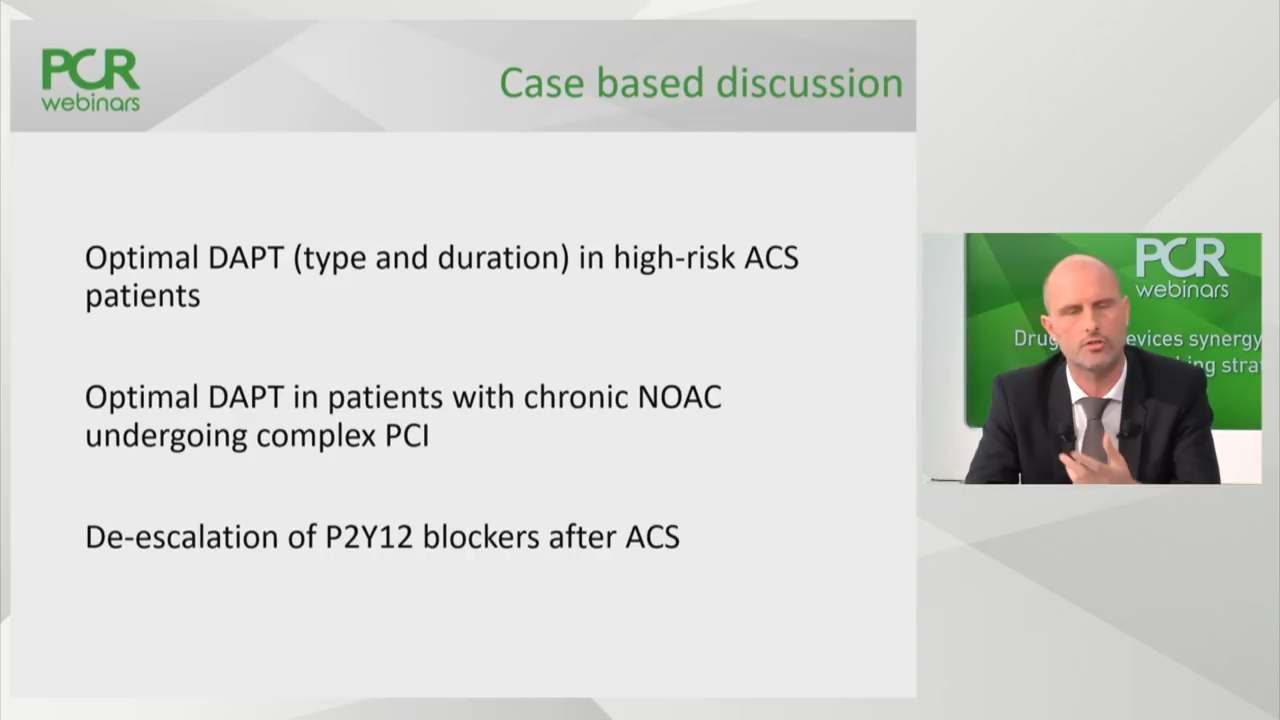 PCR
webinars
Case based discussion
Optimal DAPT (type and duration) in high-risk ACS
patients
Optimal DAPT in patients with chronic NOAC
undergoing complex PCI
De-escalation of P2Y12 blockers after ACS
PCR
webinars
synergy